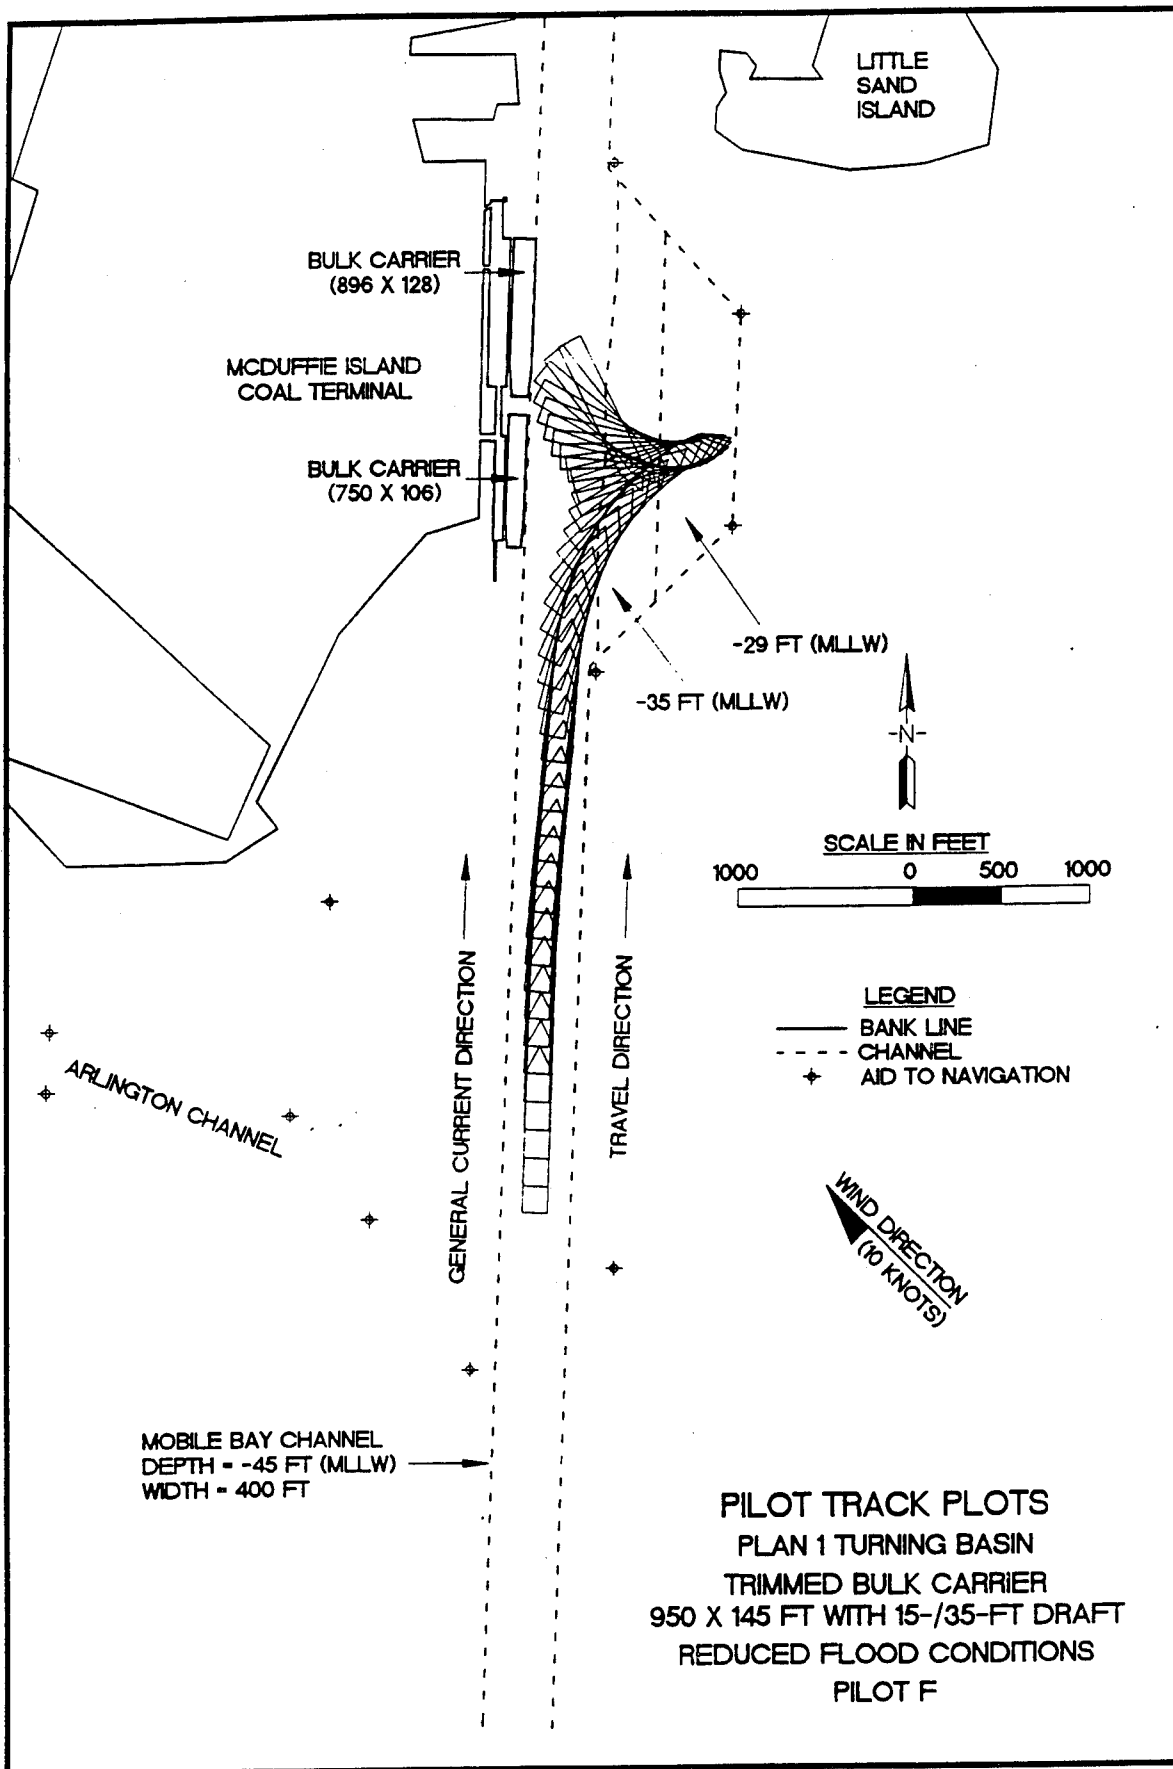 LITTLE
SAND
ISLAND
BULK CARRIER
(896 X 128)
MCDUFFIE ISLAND
COAL TERMINAL
BULK CARRIER
(750 X 106)
-29 FT (MLLW)
-35 FT (MLLW)
-N-
SCALE IN FEET
1000 0 500 1000
GENERAL CURRENT DIRECTION
TRAVEL DIRECTION
LEGEND
BANK LINE
CHANNEL
AID TO NAVIGATION
ARLINGTON CHANNEL
WIND DIRECTION
(10 KNOTS)
MOBILE BAY CHANNEL
DEPTH = -45 FT (MLLW)
WIDTH = 400 FT
PILOT TRACK PLOTS
PLAN 1 TURNING BASIN
TRIMMED BULK CARRIER
950 X 145 FT WITH 15-/35-FT DRAFT
REDUCED FLOOD CONDITIONS
PILOT F